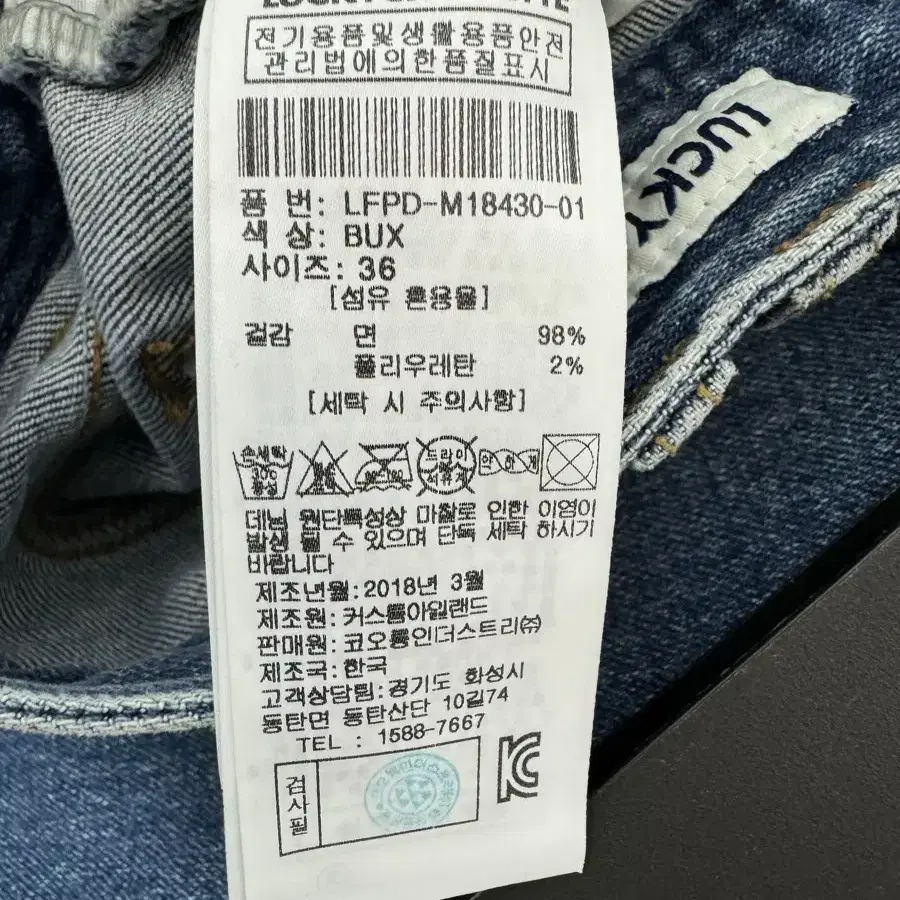 전기용품및생활용품안전
관리법에의한품질표시
품 번: LFPD-M18430-01
색 상: BUX
사이즈: 36
[섬유 혼용율]
겉감 면 98%
폴리우레탄 2%
[세탁 시 주의사항]
손세탁 30℃ 중성
드라이 석유계
약하게
데님 원단특성상 마찰로 인한 이염이
발생 될 수 있으며 단독 세탁 하시기
바랍니다
제조년월:2018년 3월
제조원:커스톰아일랜드
판매원:코오롱인더스트리㈜
제조국:한국
고객상담팀:경기도 화성시
동탄면 동탄산단 10길74
TEL : 1588-7667
검사필
KC
LUCKY